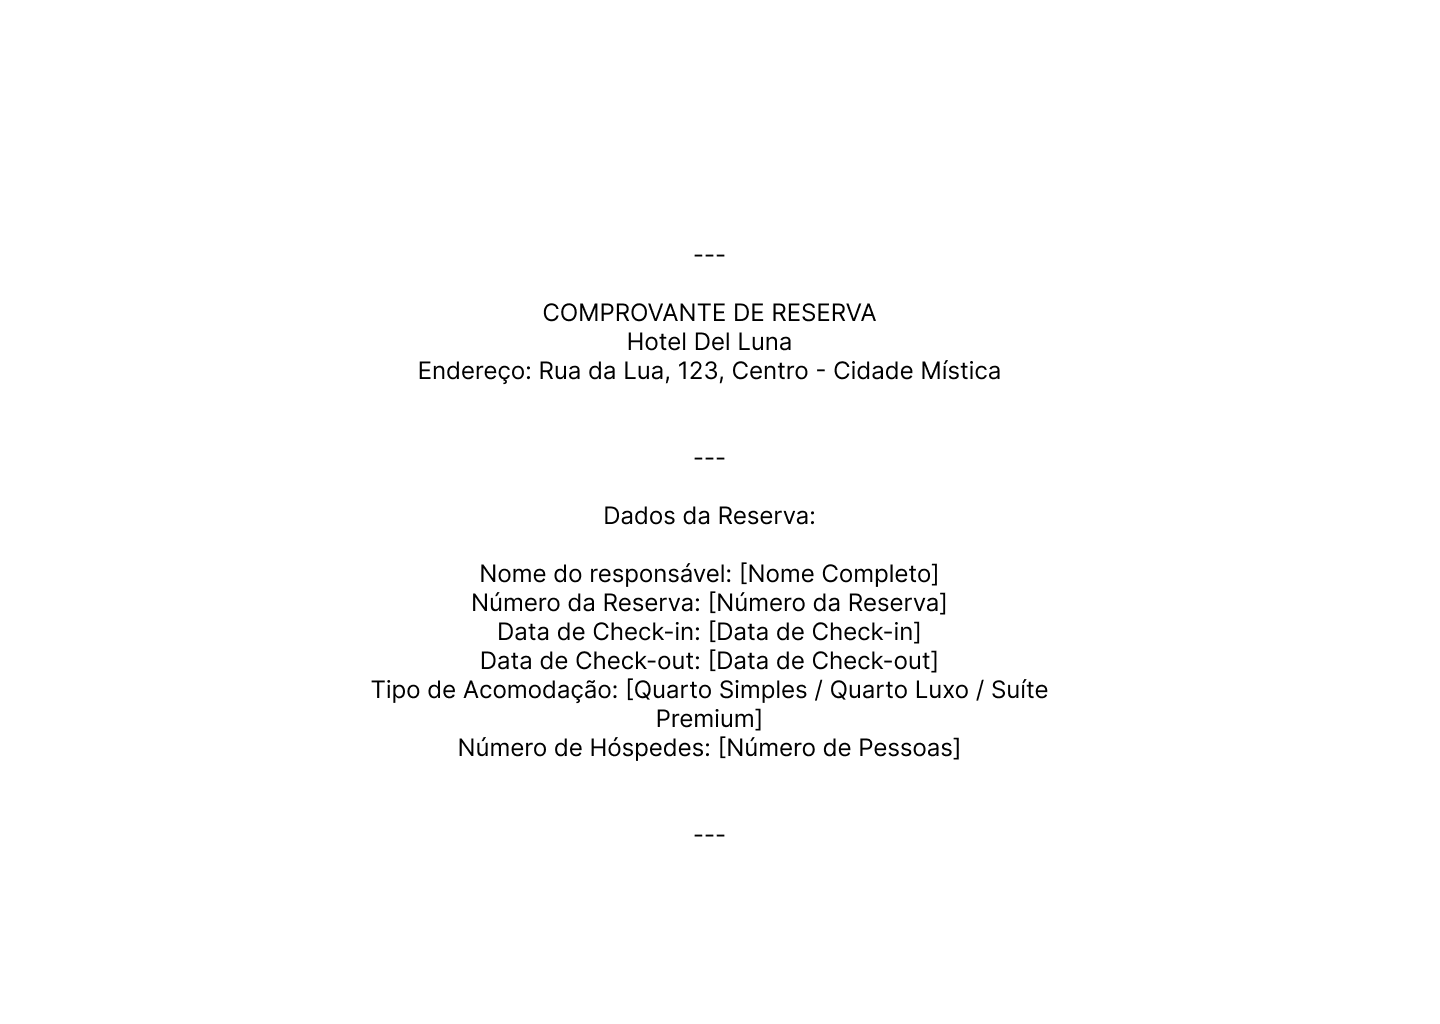 ---
COMPROVANTE DE RESERVA
Hotel Del Luna
Endereço: Rua da Lua, 123, Centro - Cidade Mística
---
Dados da Reserva:
Nome do responsável: [Nome Completo]
Número da Reserva: [Número da Reserva]
Data de Check-in: [Data de Check-in]
Data de Check-out: [Data de Check-out]
Tipo de Acomodação: [Quarto Simples / Quarto Luxo / Suíte
Premium]
Número de Hóspedes: [Número de Pessoas]
---